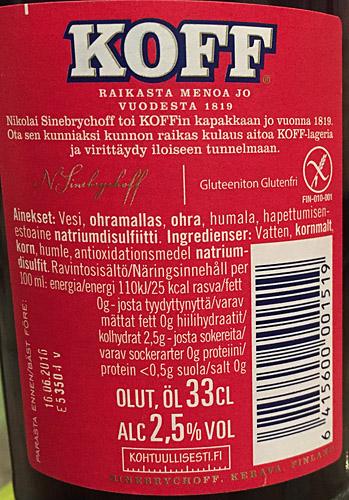 KOFF
RAIKASTA MENOA JO
VUODESTA 1819
Nikolai Sinebrychoff toi KOFFin kapakkaan jo vuonna 1819.
Ota sen kunniaksi kunnon raikas kulaus aitoa KOFF-lageria
ja virittäydy iloiseen tunnelmaan.
N. Sinebrychoff
Gluteeniton Glutenfri
FIN-010-001
Ainekset: Vesi, ohramallas, ohra, humala, hapettumisen-
estoaine natriumdisulfiitti. Ingredienser: Vatten, kornmalt,
korn, humle, antioxidationsmedel natrium-
disulfit. Ravintosisältö/Näringsinnehåll per
100 ml: energia/energi 110kJ/25 kcal rasva/fett
0g - josta tyydyttynyttä/varav
mättat fett 0g hiilihydraatit/
kolhydrat 2,5g - josta sokereita/
varav sockerarter 0g proteiini/
protein <0,5g suola/salt 0g
PARASTA ENNEN/BÄST FÖRE:
16.06.2016
OLUT, ÖL 33CL
ALC 2,5% VOL
KOHTUULLISESTI.FI
SINEBRYCHOFF, KERAVA, FINLAND
6 415600 001519